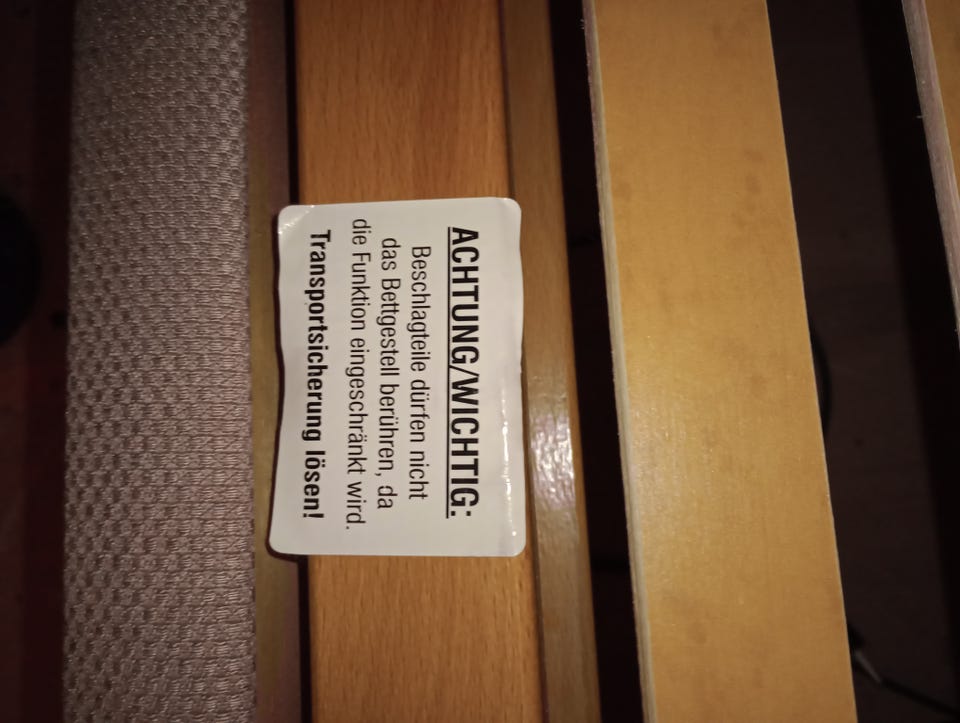 ACHTUNG/WICHTIG:
Beschlagteile dürfen nicht
das Bettgestell berühren, da
die Funktion eingeschränkt wird.
Transportsicherung lösen!